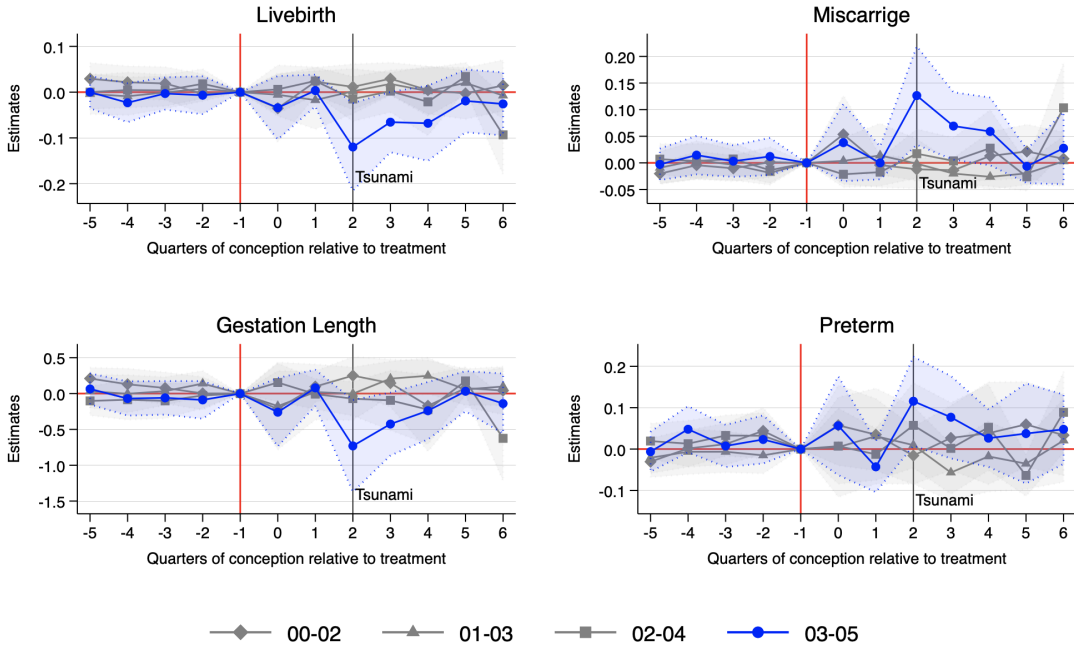 Livebirth
Estimates
0.1
0.0
-0.1
-0.2
Tsunami
-5 -4 -3 -2 -1 0 1 2 3 4 5 6
Quarters of conception relative to treatment
Miscarrige
Estimates
0.20
0.15
0.10
0.05
0.00
-0.05
Tsunami
-5 -4 -3 -2 -1 0 1 2 3 4 5 6
Quarters of conception relative to treatment
Gestation Length
Estimates
0.5
0.0
-0.5
-1.0
-1.5
Tsunami
-5 -4 -3 -2 -1 0 1 2 3 4 5 6
Quarters of conception relative to treatment
Preterm
Estimates
0.2
0.1
0.0
-0.1
Tsunami
-5 -4 -3 -2 -1 0 1 2 3 4 5 6
Quarters of conception relative to treatment
00-02 01-03 02-04 03-05